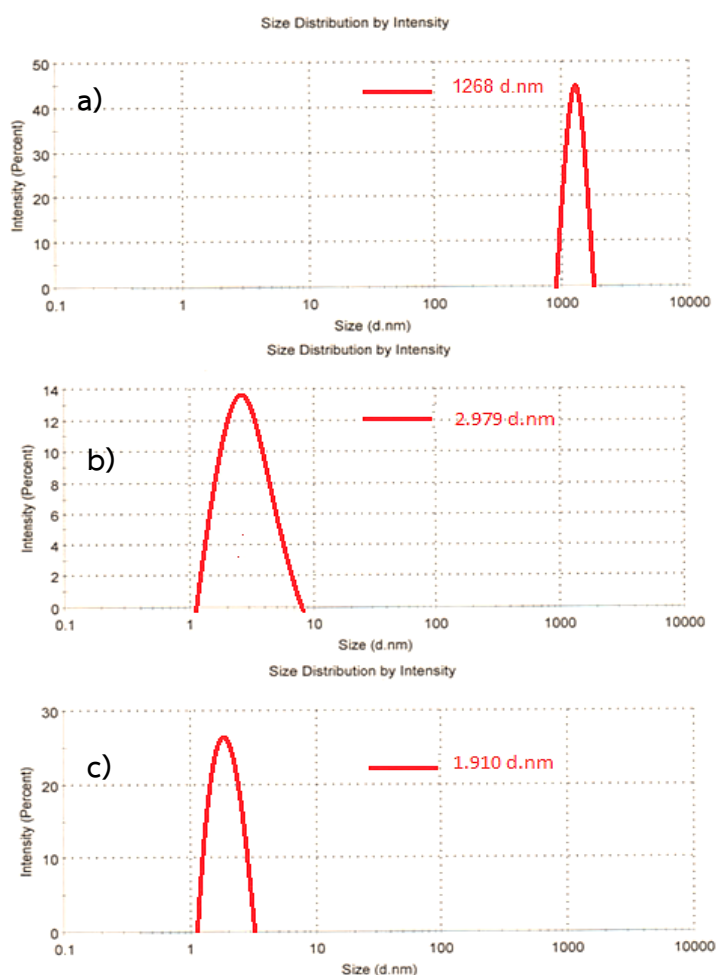 Size Distribution by Intensity
50
40
30
20
10
0
Intensity (Percent)
a)
1268 d.nm
0.1 1 10 100 1000 10000
Size (d.nm)
Size Distribution by Intensity
14
12
10
8
6
4
2
0
Intensity (Percent)
b)
2.979 d.nm
0.1 1 10 100 1000 10000
Size (d.nm)
Size Distribution by Intensity
30
20
10
0
Intensity (Percent)
c)
1.910 d.nm
0.1 1 10 100 1000 10000
Size (d.nm)